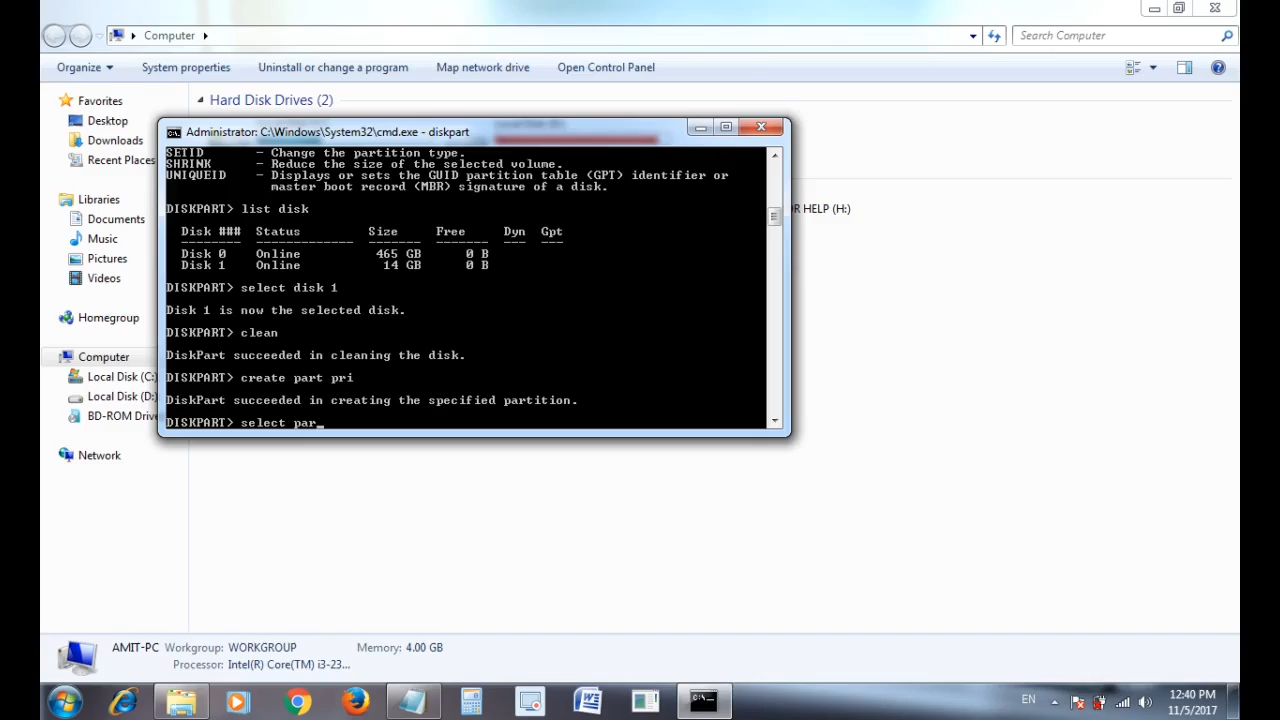 Computer
Search Computer
Organize
System properties
Uninstall or change a program
Map network drive
Open Control Panel
Favorites
Desktop
Downloads
Recent Places
Libraries
Documents
Music
Pictures
Videos
Homegroup
Computer
Local Disk (C:)
Local Disk (D:)
BD-ROM Drive
Network
Hard Disk Drives (2)
OR HELP (H:)
Administrator: C:\Windows\System32\cmd.exe - diskpart
SETID - Change the partition type.
SHRINK - Reduce the size of the selected volume.
UNIQUEID - Displays or sets the GUID partition table (GPT) identifier or
master boot record (MBR) signature of a disk.
DISKPART> list disk
Disk ### Status Size Free Dyn Gpt
-------- ------------- ------- ------- --- ---
Disk 0 Online 465 GB 0 B
Disk 1 Online 14 GB 0 B
DISKPART> select disk 1
Disk 1 is now the selected disk.
DISKPART> clean
DiskPart succeeded in cleaning the disk.
DISKPART> create part pri
DiskPart succeeded in creating the specified partition.
DISKPART> select par_
AMIT-PC Workgroup: WORKGROUP Memory: 4.00 GB
Processor: Intel(R) Core(TM) i3-23...
EN
12:40 PM
11/5/2017